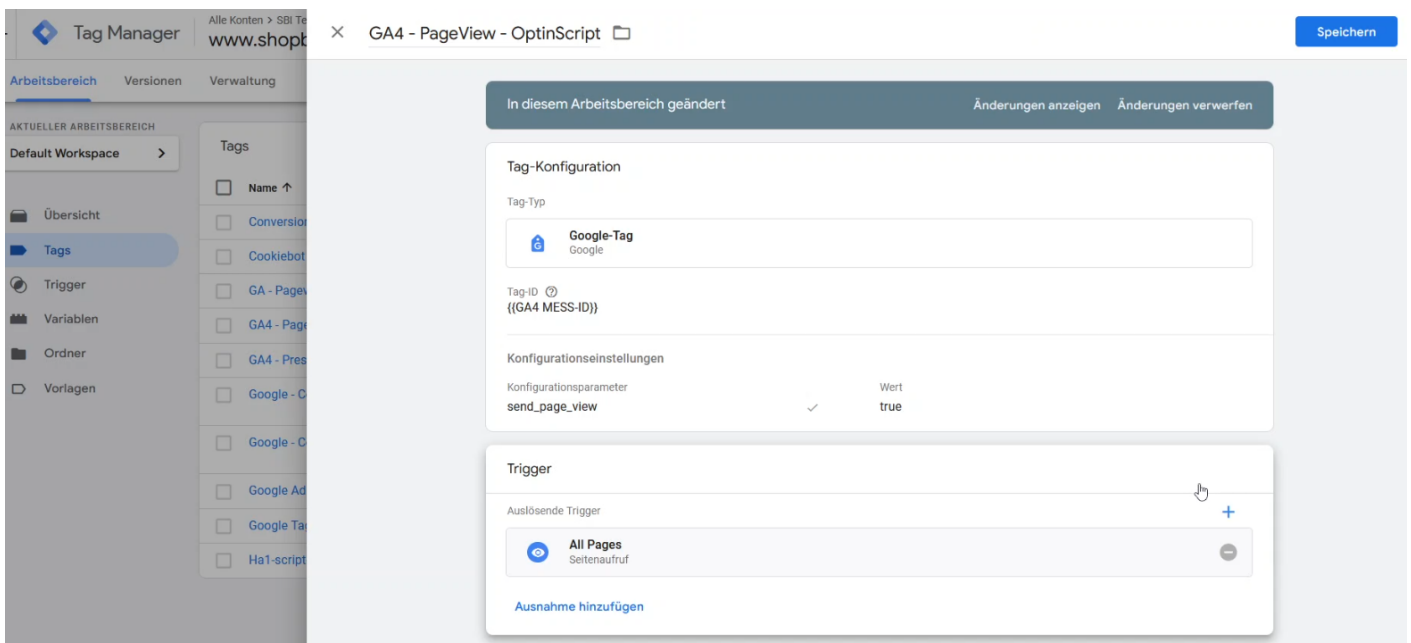 Tag Manager
Alle Konten > SBI Te
www.shopb
GA4 - PageView - OptinScript
Speichern
Arbeitsbereich Versionen Verwaltung
In diesem Arbeitsbereich geändert Änderungen anzeigen Änderungen verwerfen
AKTUELLER ARBEITSBEREICH
Default Workspace
Übersicht
Tags
Trigger
Variablen
Ordner
Vorlagen
Tags
Name
Conversion
Cookiebot
GA - Pagev
GA4 - Page
GA4 - Pres
Google - C
Google - C
Google Ad
Google Ta
Ha1-script
Tag-Konfiguration
Tag-Typ
Google-Tag
Google
Tag-ID
{{GA4 MESS-ID}}
Konfigurationseinstellungen
Konfigurationsparameter Wert
send_page_view true
Trigger
Auslösende Trigger
All Pages
Seitenaufruf
Ausnahme hinzufügen